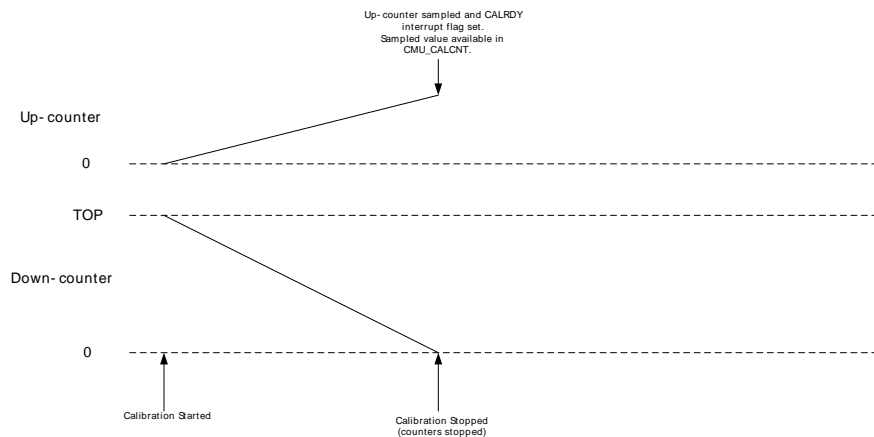 Up-counter sampled and CALRDY
interrupt flag set.
Sampled value available in
CMU_CALCNT.
Up-counter
0
TOP
Down-counter
0
Calibration Started
Calibration Stopped
(counters stopped)